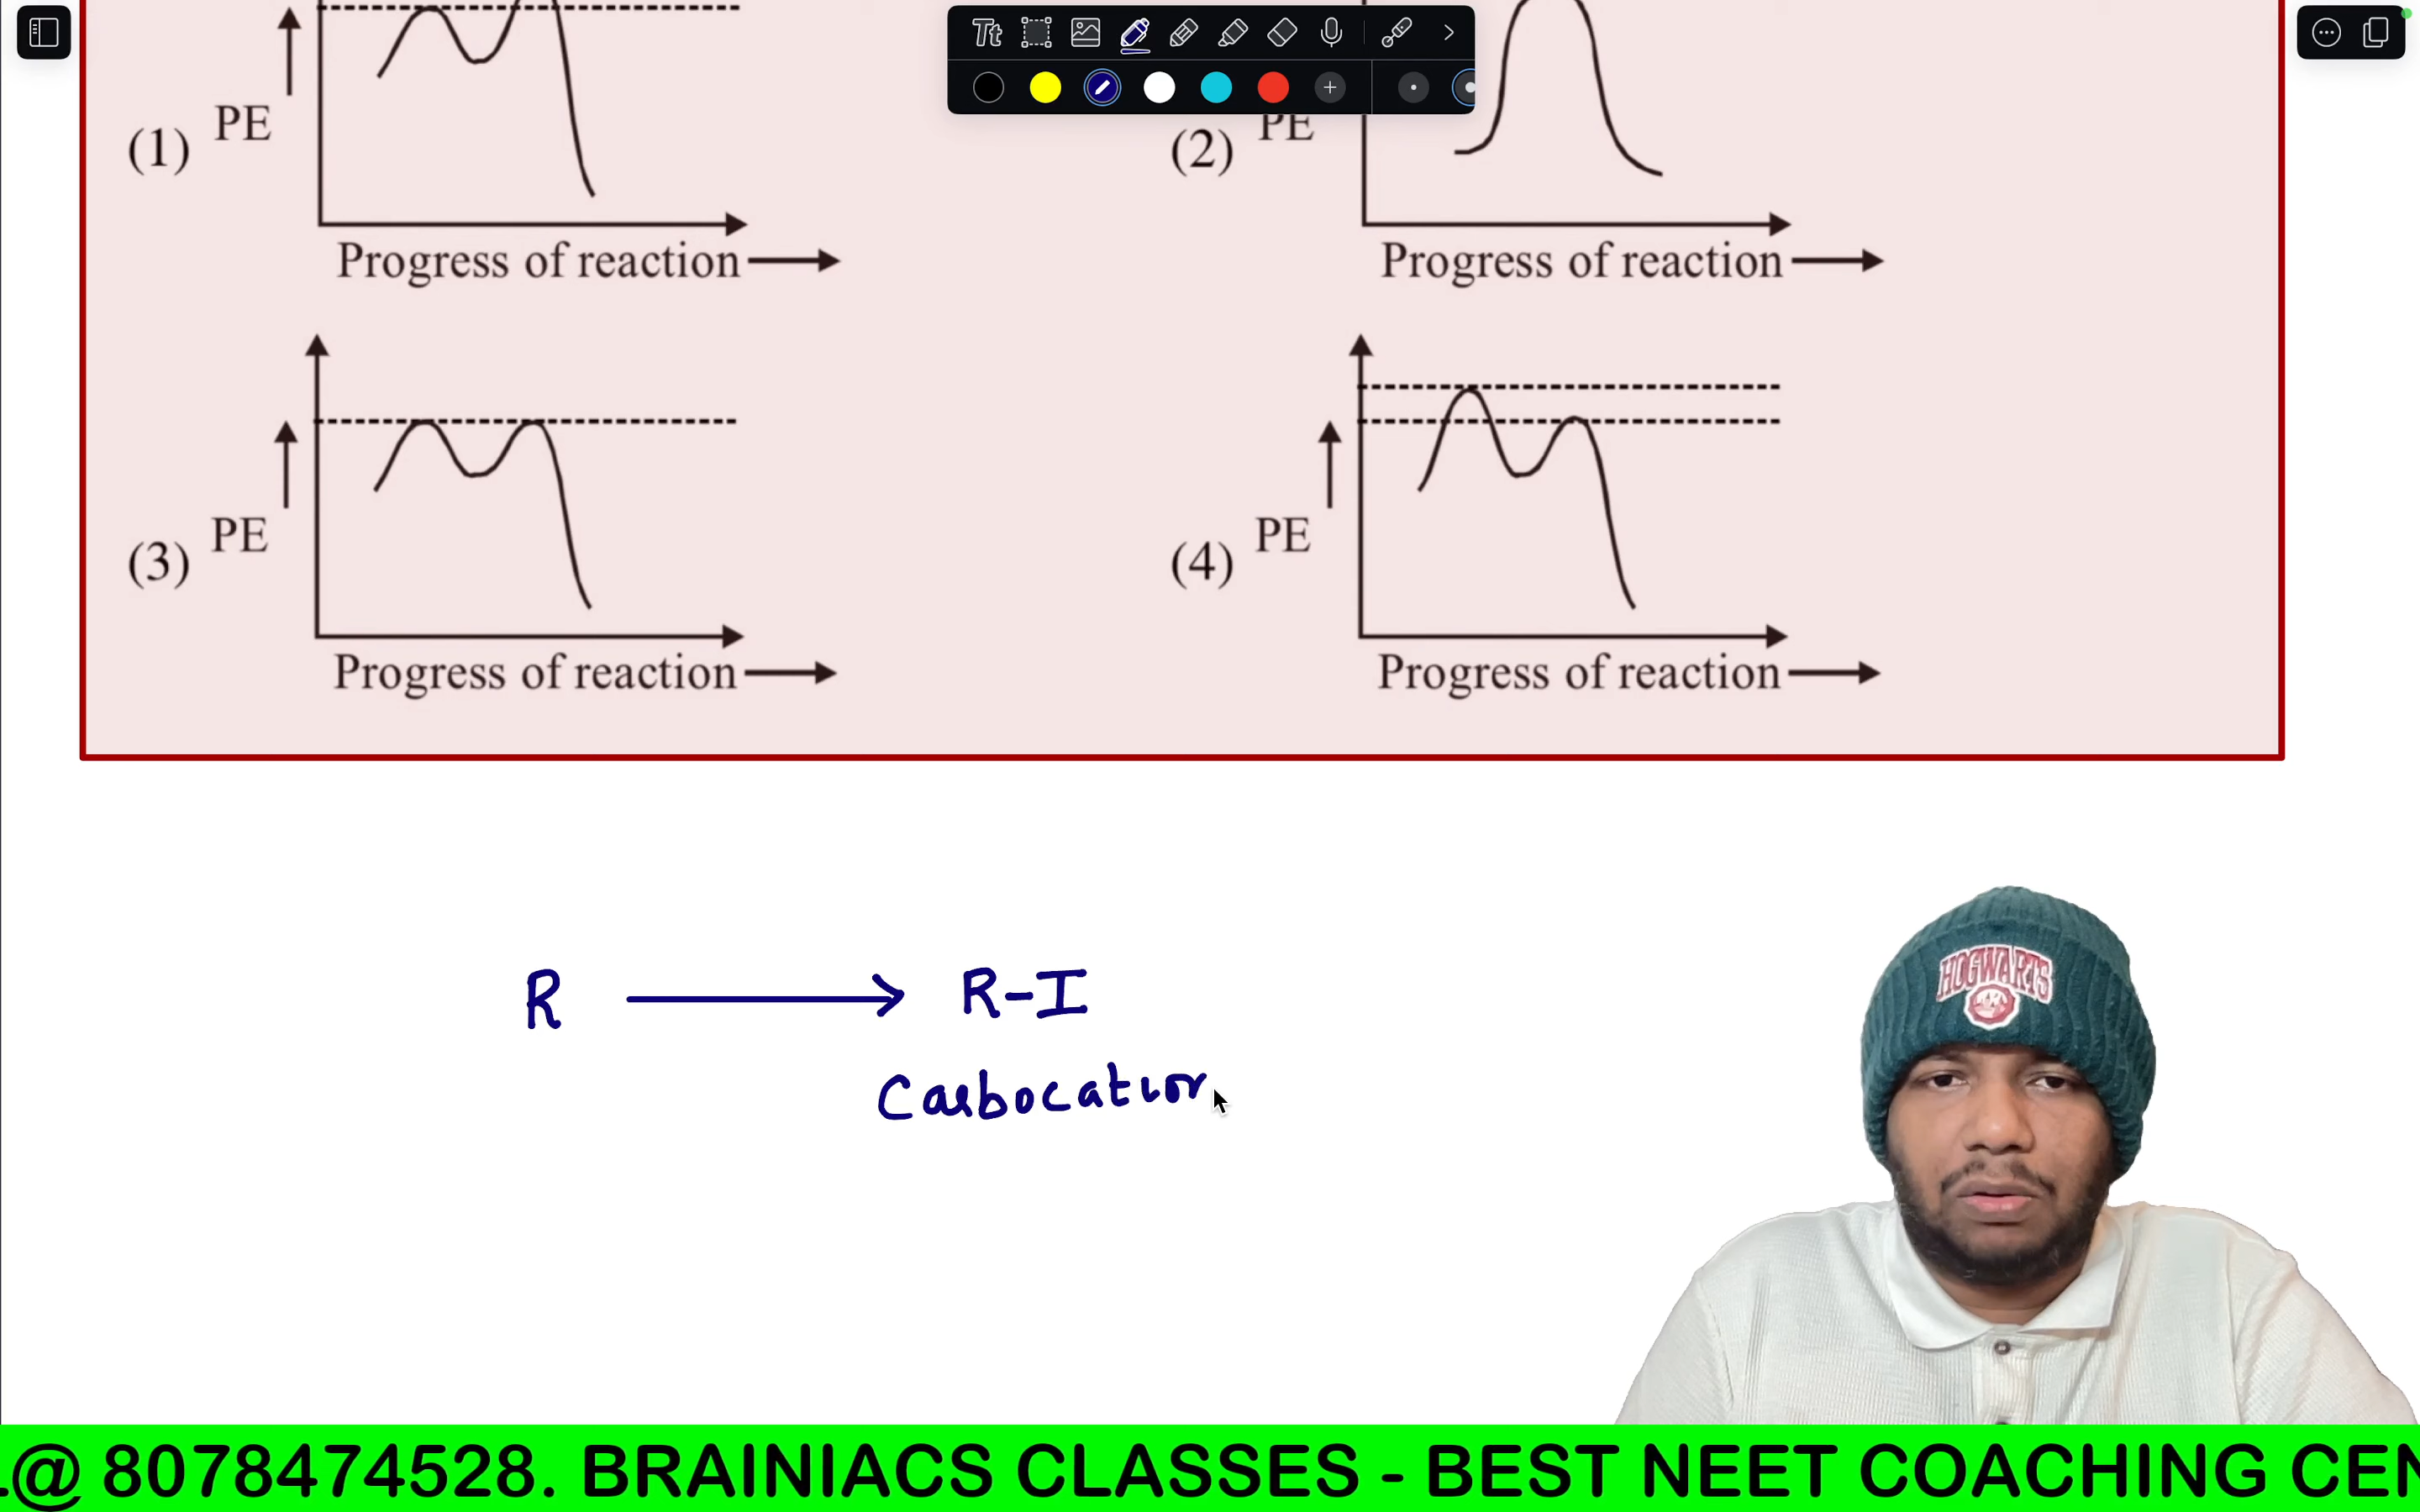 Tt
PE
(1)
Progress of reaction
PE
(2)
Progress of reaction
PE
(3)
Progress of reaction
PE
(4)
Progress of reaction
R → R-I
Carbocation
HOGWARTS
.@ 8078474528. BRAINIACS CLASSES - BEST NEET COACHING CEN